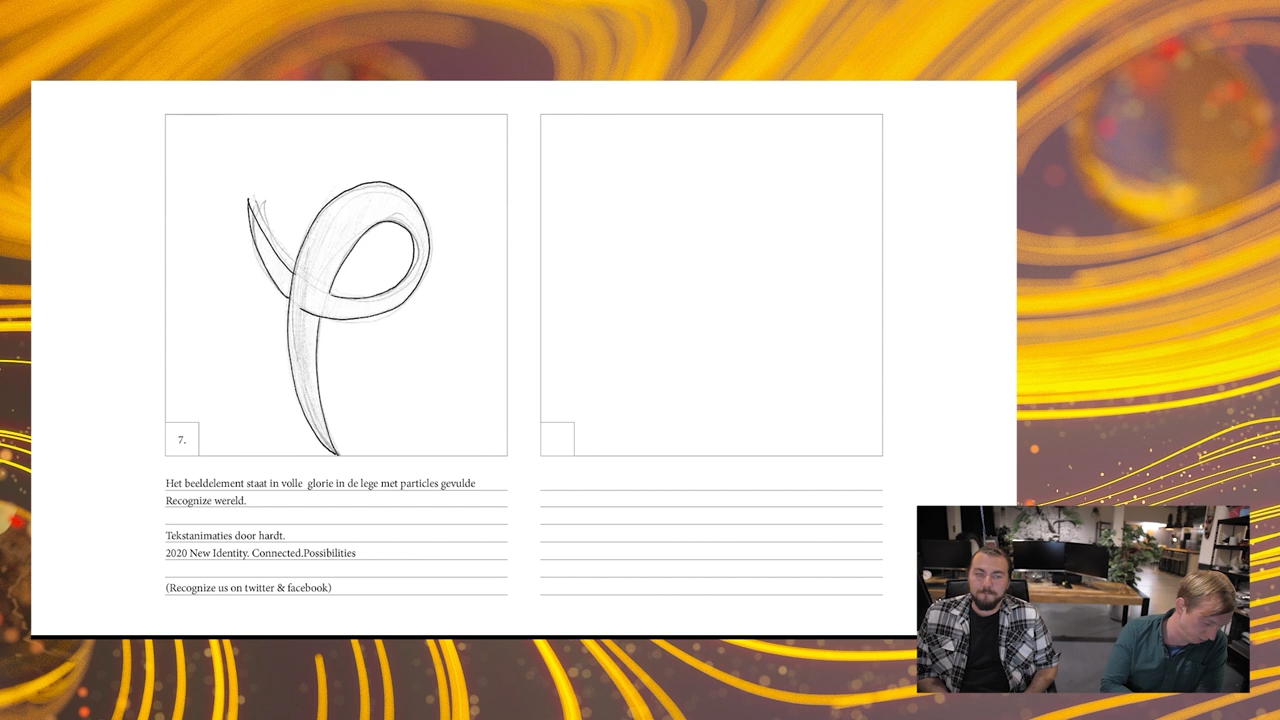 7.
Het beeldelement staat in volle glorie in de lege met particles gevulde
Recognize wereld.
Tekstanimaties door hardt.
2020 New Identity. Connected.Possibilities
(Recognize us on twitter & facebook)